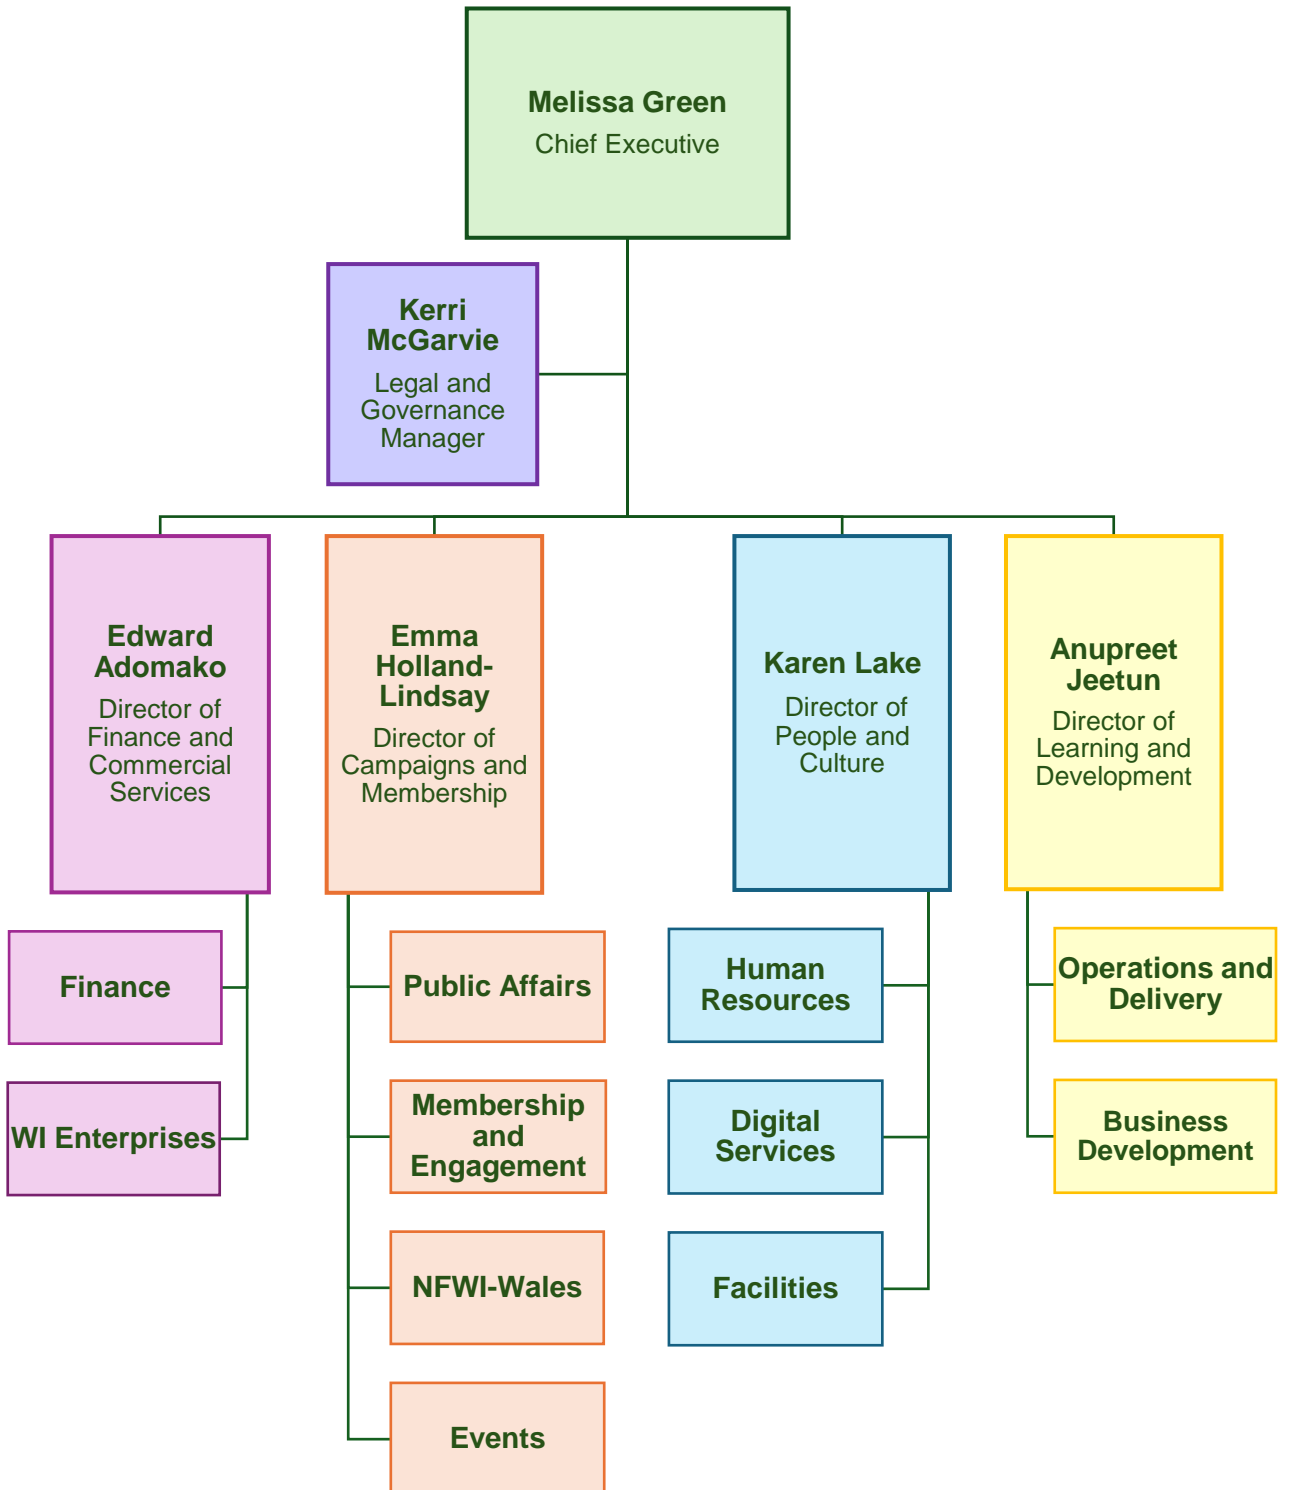 Melissa Green
Chief Executive
Kerri
McGarvie
Legal and
Governance
Manager
Edward
Adomako
Director of
Finance and
Commercial
Services
Emma
Holland-
Lindsay
Director of
Campaigns and
Membership
Karen Lake
Director of
People and
Culture
Anupreet
Jeetun
Director of
Learning and
Development
Finance
WI Enterprises
Public Affairs
Membership
and
Engagement
NFWI-Wales
Events
Human
Resources
Digital
Services
Facilities
Operations and
Delivery
Business
Development